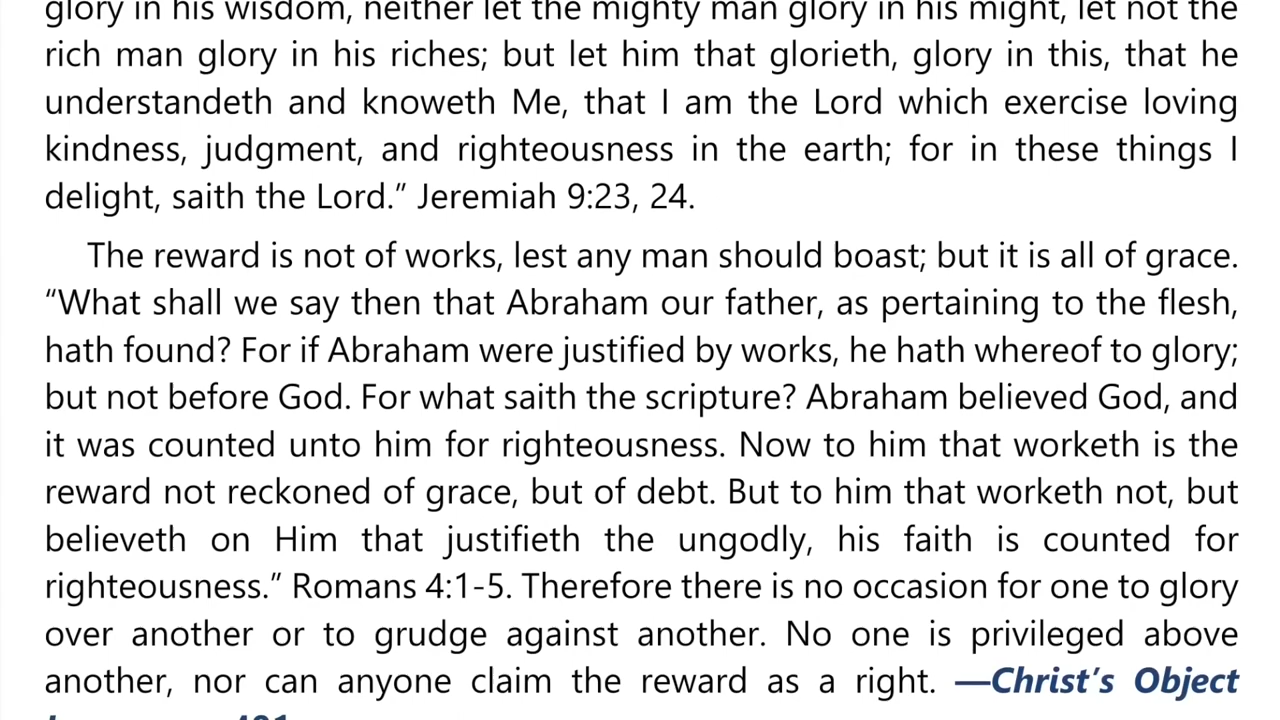 glory in his wisdom, neither let the mighty man glory in his might, let not the
rich man glory in his riches; but let him that glorieth, glory in this, that he
understandeth and knoweth Me, that I am the Lord which exercise loving
kindness, judgment, and righteousness in the earth; for in these things I
delight, saith the Lord.” Jeremiah 9:23, 24.
The reward is not of works, lest any man should boast; but it is all of grace.
“What shall we say then that Abraham our father, as pertaining to the flesh,
hath found? For if Abraham were justified by works, he hath whereof to glory;
but not before God. For what saith the scripture? Abraham believed God, and
it was counted unto him for righteousness. Now to him that worketh is the
reward not reckoned of grace, but of debt. But to him that worketh not, but
believeth on Him that justifieth the ungodly, his faith is counted for
righteousness.” Romans 4:1-5. Therefore there is no occasion for one to glory
over another or to grudge against another. No one is privileged above
another, nor can anyone claim the reward as a right. —Christ’s Object